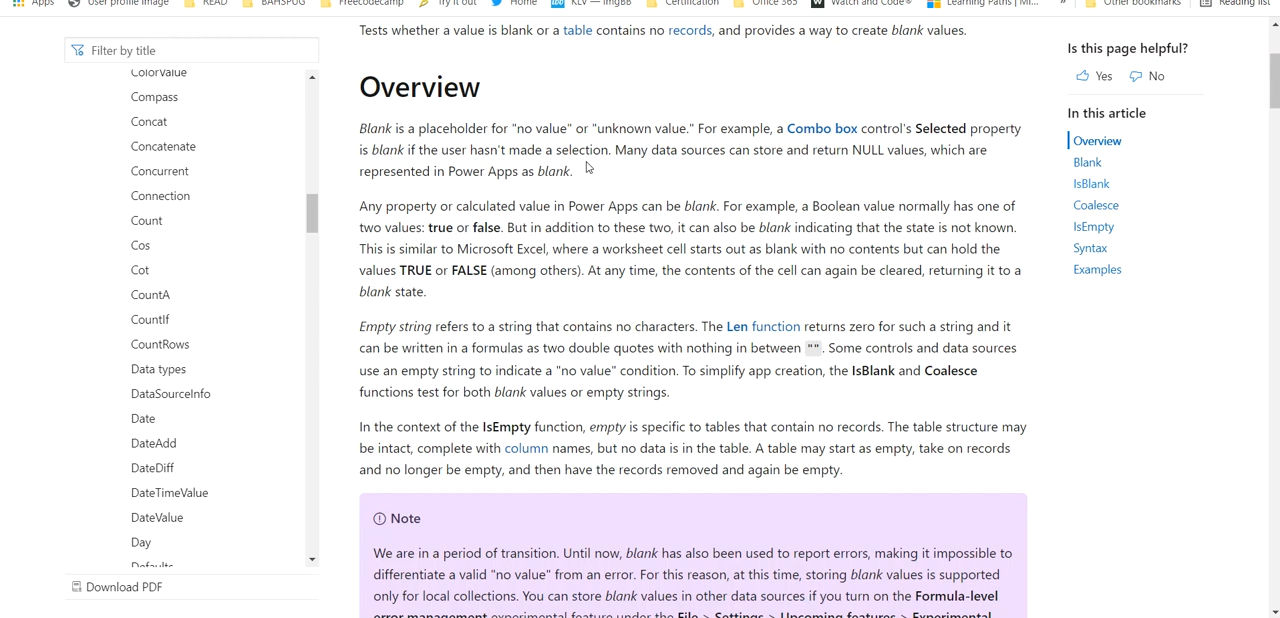 Apps User profile image READ BAHSPUG Freecodecamp Try it out Home KLV — ImgBB Certification Office 365 Watch and Code® Learning Paths | Mi... » Other bookmarks Reading list
Tests whether a value is blank or a table contains no records, and provides a way to create blank values.
Filter by title
ColorValue
Compass
Concat
Concatenate
Concurrent
Connection
Count
Cos
Cot
CountA
CountIf
CountRows
Data types
DataSourceInfo
Date
DateAdd
DateDiff
DateTimeValue
DateValue
Day
Defaults
Download PDF
Overview
Blank is a placeholder for "no value" or "unknown value." For example, a Combo box control's Selected property
is blank if the user hasn't made a selection. Many data sources can store and return NULL values, which are
represented in Power Apps as blank.
Any property or calculated value in Power Apps can be blank. For example, a Boolean value normally has one of
two values: true or false. But in addition to these two, it can also be blank indicating that the state is not known.
This is similar to Microsoft Excel, where a worksheet cell starts out as blank with no contents but can hold the
values TRUE or FALSE (among others). At any time, the contents of the cell can again be cleared, returning it to a
blank state.
Empty string refers to a string that contains no characters. The Len function returns zero for such a string and it
can be written in a formulas as two double quotes with nothing in between "". Some controls and data sources
use an empty string to indicate a "no value" condition. To simplify app creation, the IsBlank and Coalesce
functions test for both blank values or empty strings.
In the context of the IsEmpty function, empty is specific to tables that contain no records. The table structure may
be intact, complete with column names, but no data is in the table. A table may start as empty, take on records
and no longer be empty, and then have the records removed and again be empty.
Note
We are in a period of transition. Until now, blank has also been used to report errors, making it impossible to
differentiate a valid "no value" from an error. For this reason, at this time, storing blank values is supported
only for local collections. You can store blank values in other data sources if you turn on the Formula-level
error management experimental feature under the File > Settings > Upcoming features > Experimental.
Is this page helpful?
Yes No
In this article
Overview
Blank
IsBlank
Coalesce
IsEmpty
Syntax
Examples